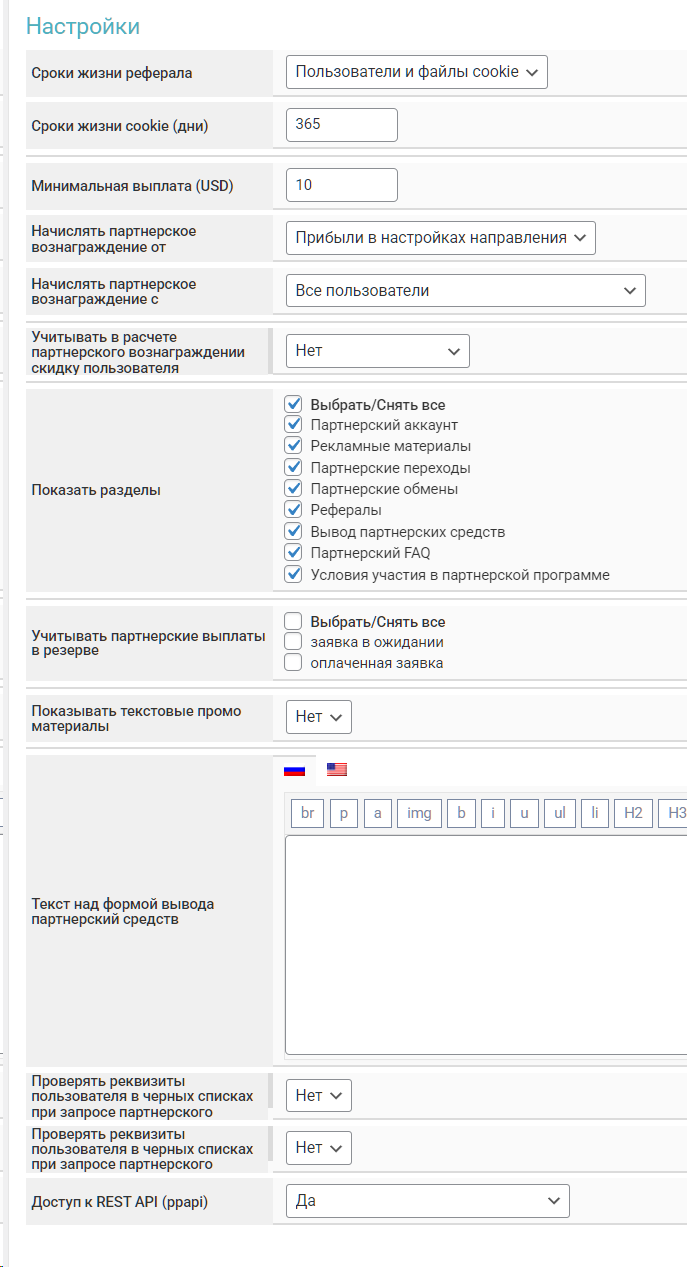 Настройки
Сроки жизни реферала
Пользователи и файлы cookie
Сроки жизни cookie (дни)
365
Минимальная выплата (USD)
10
Начислять партнерское
вознаграждение от
Прибыли в настройках направления
Начислять партнерское
вознаграждение с
Все пользователи
Учитывать в расчете
партнерского вознаграждении
скидку пользователя
Нет
Показать разделы
Выбрать/Снять все
Партнерский аккаунт
Рекламные материалы
Партнерские переходы
Партнерские обмены
Рефералы
Вывод партнерских средств
Партнерский FAQ
Условия участия в партнерской программе
Учитывать партнерские выплаты
в резерве
Выбрать/Снять все
заявка в ожидании
оплаченная заявка
Показывать текстовые промо
материалы
Нет
br p a img b i u ul li H2 H3
Текст над формой вывода
партнерский средств
Проверять реквизиты
пользователя в черных списках
при запросе партнерского
Нет
Проверять реквизиты
пользователя в черных списках
при запросе партнерского
Нет
Доступ к REST API (ppapi)
Да